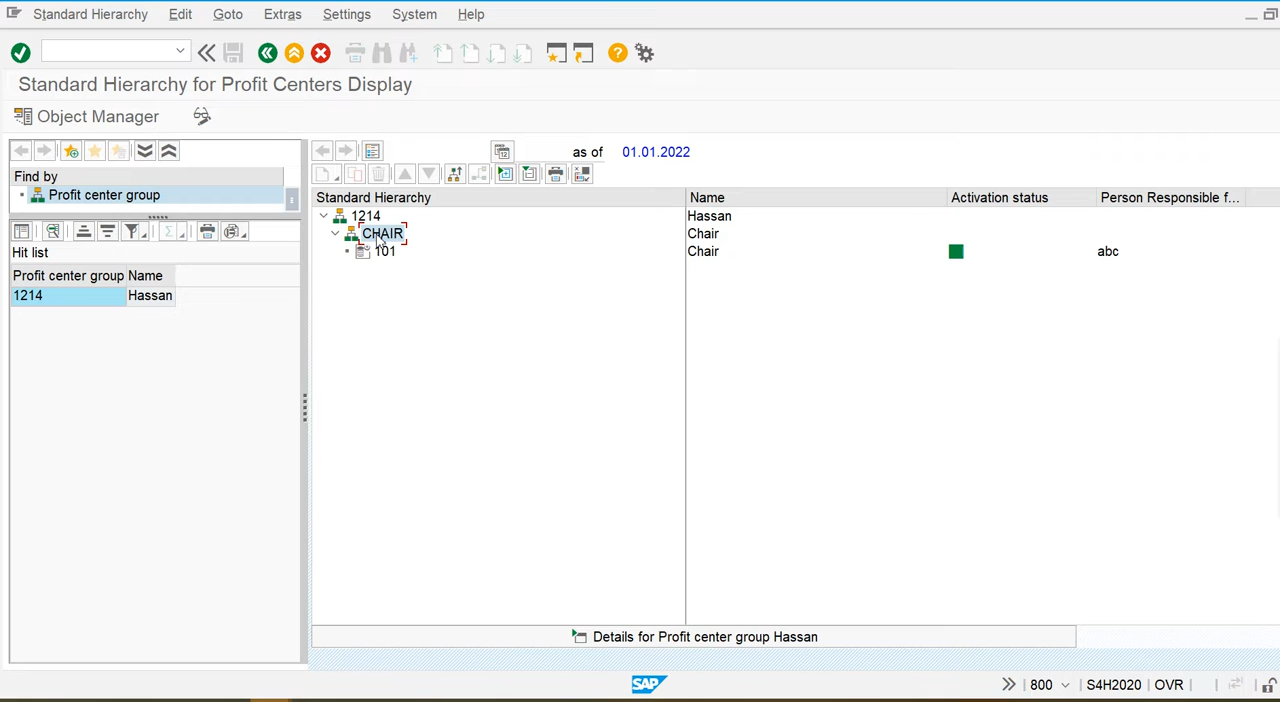 Standard Hierarchy Edit Goto Extras Settings System Help
Standard Hierarchy for Profit Centers Display
Object Manager
as of 01.01.2022
Find by
Profit center group
Standard Hierarchy Name Activation status Person Responsible f...
1214 Hassan
CHAIR Chair
101 Chair abc
Hit list
Profit center group Name
1214 Hassan
Details for Profit center group Hassan
SAP 800 S4H2020 OVR